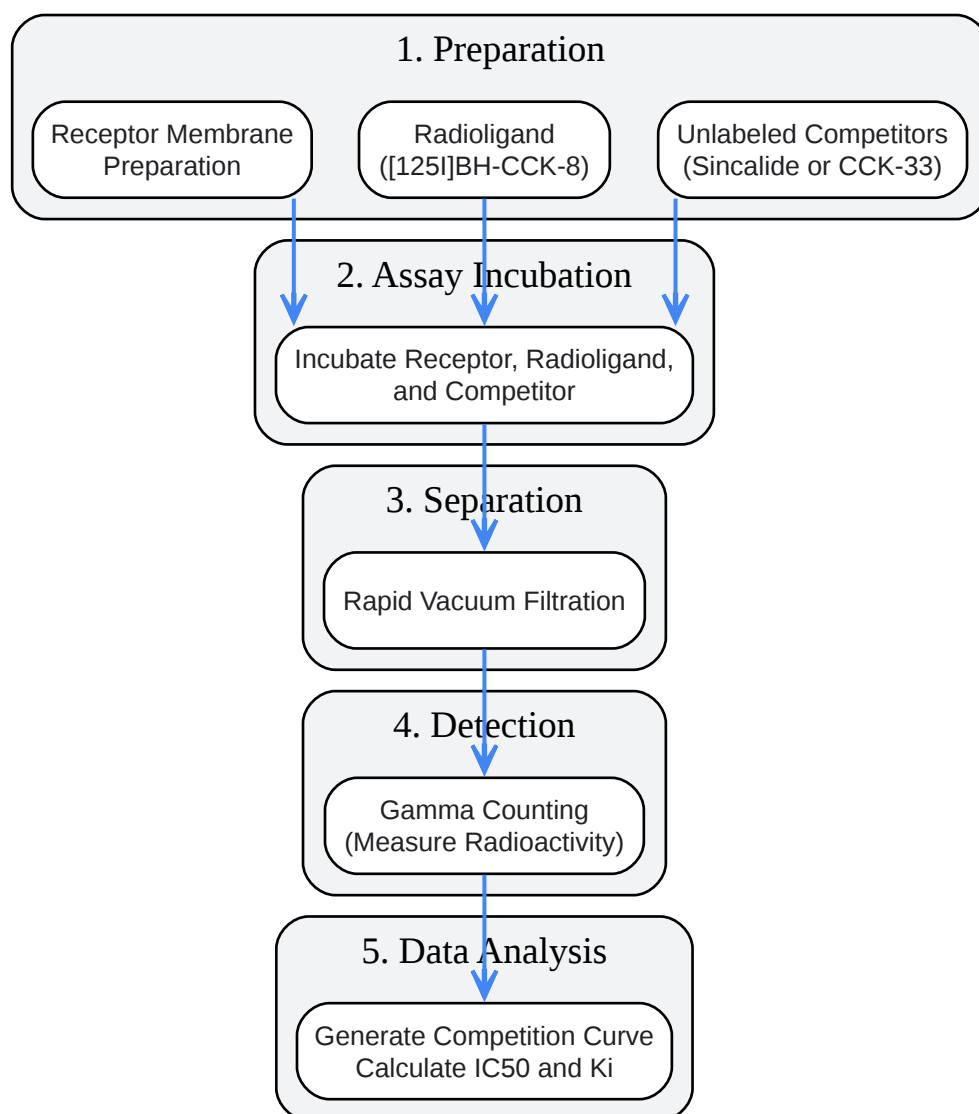 1. Preparation
Receptor Membrane
Preparation
Radioligand
([125I]BH-CCK-8)
Unlabeled Competitors
(Sincalide or CCK-33)
2. Assay Incubation
Incubate Receptor, Radioligand,
and Competitor
3. Separation
Rapid Vacuum Filtration
4. Detection
Gamma Counting
(Measure Radioactivity)
5. Data Analysis
Generate Competition Curve
Calculate IC50 and Ki